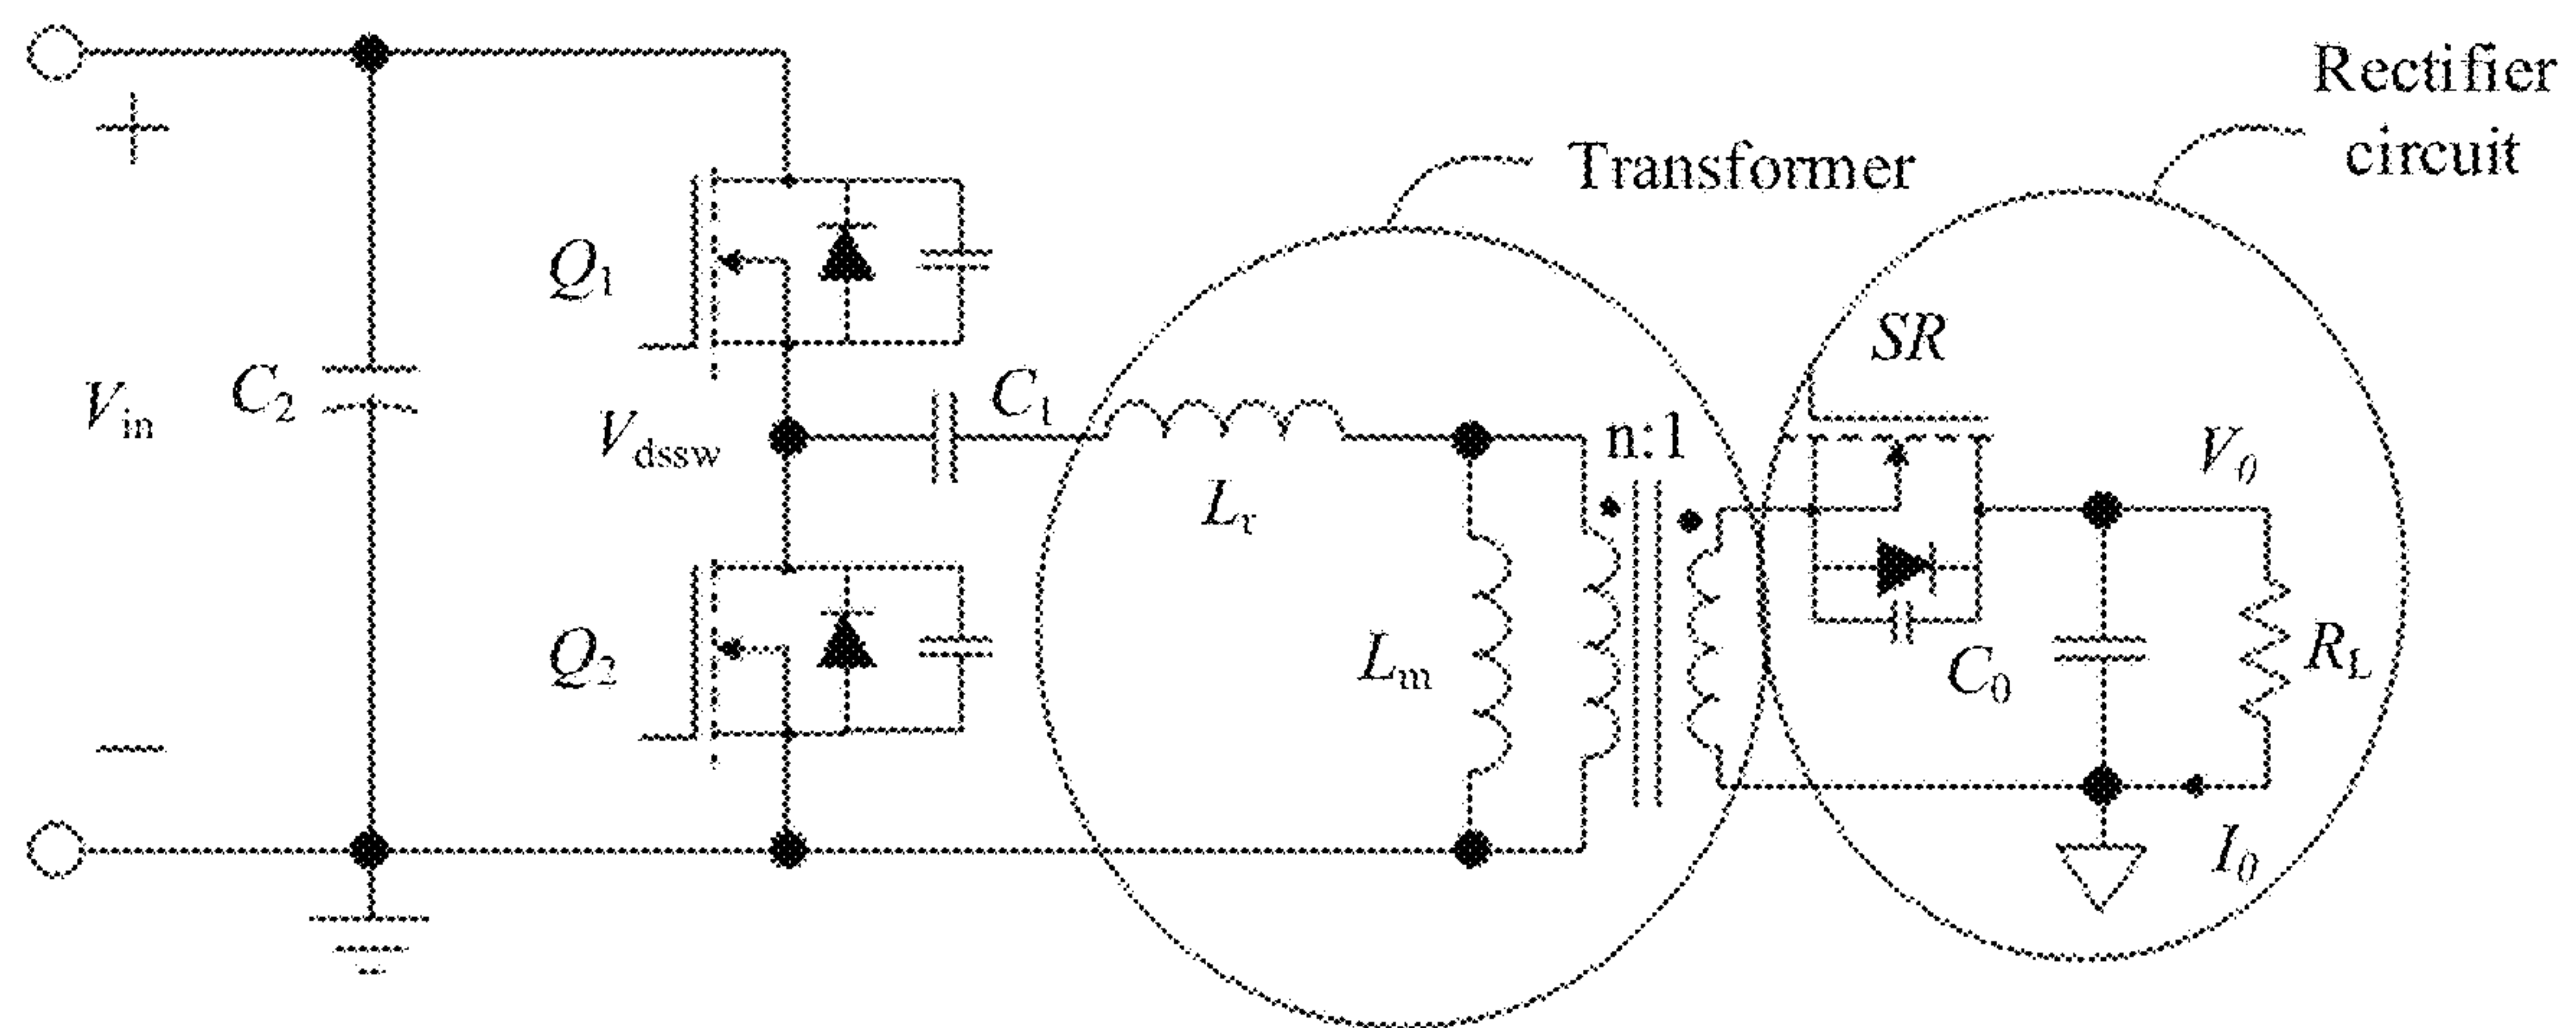 Rectifier
circuit
Transformer
+
Q1
SR
Vin
C2
Vdssw
C1
n:1
V0
Lr
Q2
Lm
C0
RL
−
I0